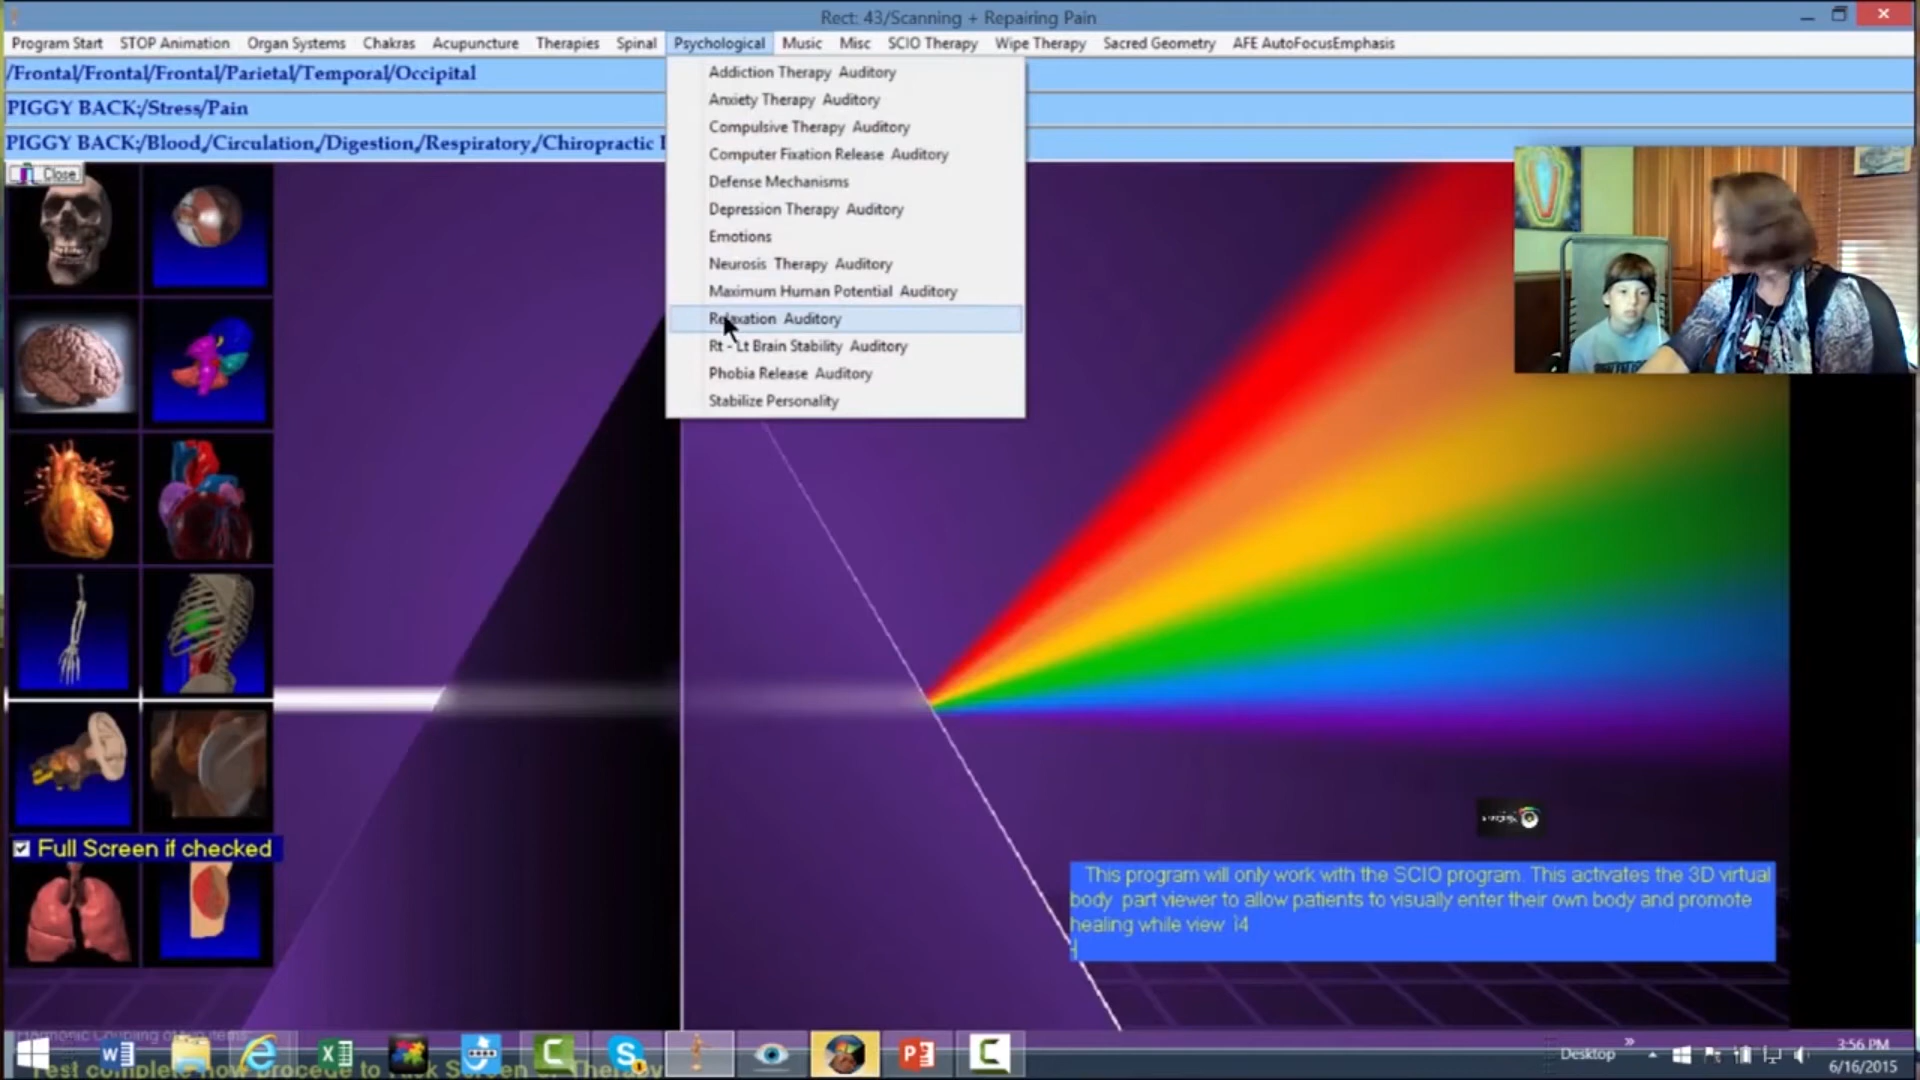 Rect: 43/Scanning + Repairing Pain
Program Start STOP Animation Organ Systems Chakras Acupuncture Therapies Spinal Psychological Music Misc SCIO Therapy Wipe Therapy Sacred Geometry AFE AutoFocusEmphasis
/Frontal/Frontal/Frontal/Parietal/Temporal/Occipital
PIGGY BACK:/Stress/Pain
PIGGY BACK:/Blood,/Circulation,/Digestion,/Respiratory,/Chiropractic
Close
Addiction Therapy Auditory
Anxiety Therapy Auditory
Compulsive Therapy Auditory
Computer Fixation Release Auditory
Defense Mechanisms
Depression Therapy Auditory
Emotions
Neurosis Therapy Auditory
Maximum Human Potential Auditory
Relaxation Auditory
Rt - Lt Brain Stability Auditory
Phobia Release Auditory
Stabilize Personality
Full Screen if checked
This program will only work with the SCIO program. This activates the 3D virtual
body part viewer to allow patients to visually enter their own body and promote
healing while view 14
Desktop
3:56 PM
6/16/2015